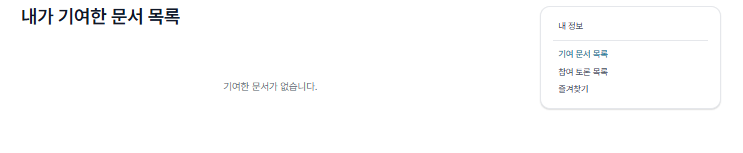 내가 기여한 문서 목록
기여한 문서가 없습니다.
내 정보
기여 문서 목록
참여 토론 목록
즐겨찾기